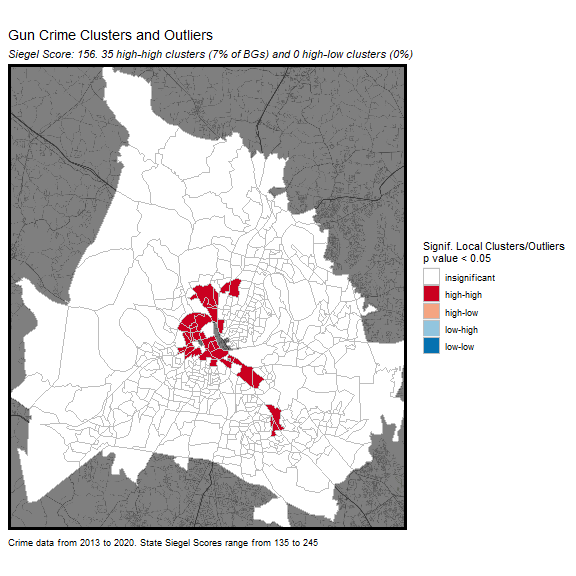 Gun Crime Clusters and Outliers
Siegel Score: 156. 35 high-high clusters (7% of BGs) and 0 high-low clusters (0%)
Signif. Local Clusters/Outliers
p value < 0.05
insignificant
high-high
high-low
low-high
low-low
Crime data from 2013 to 2020. State Siegel Scores range from 135 to 245